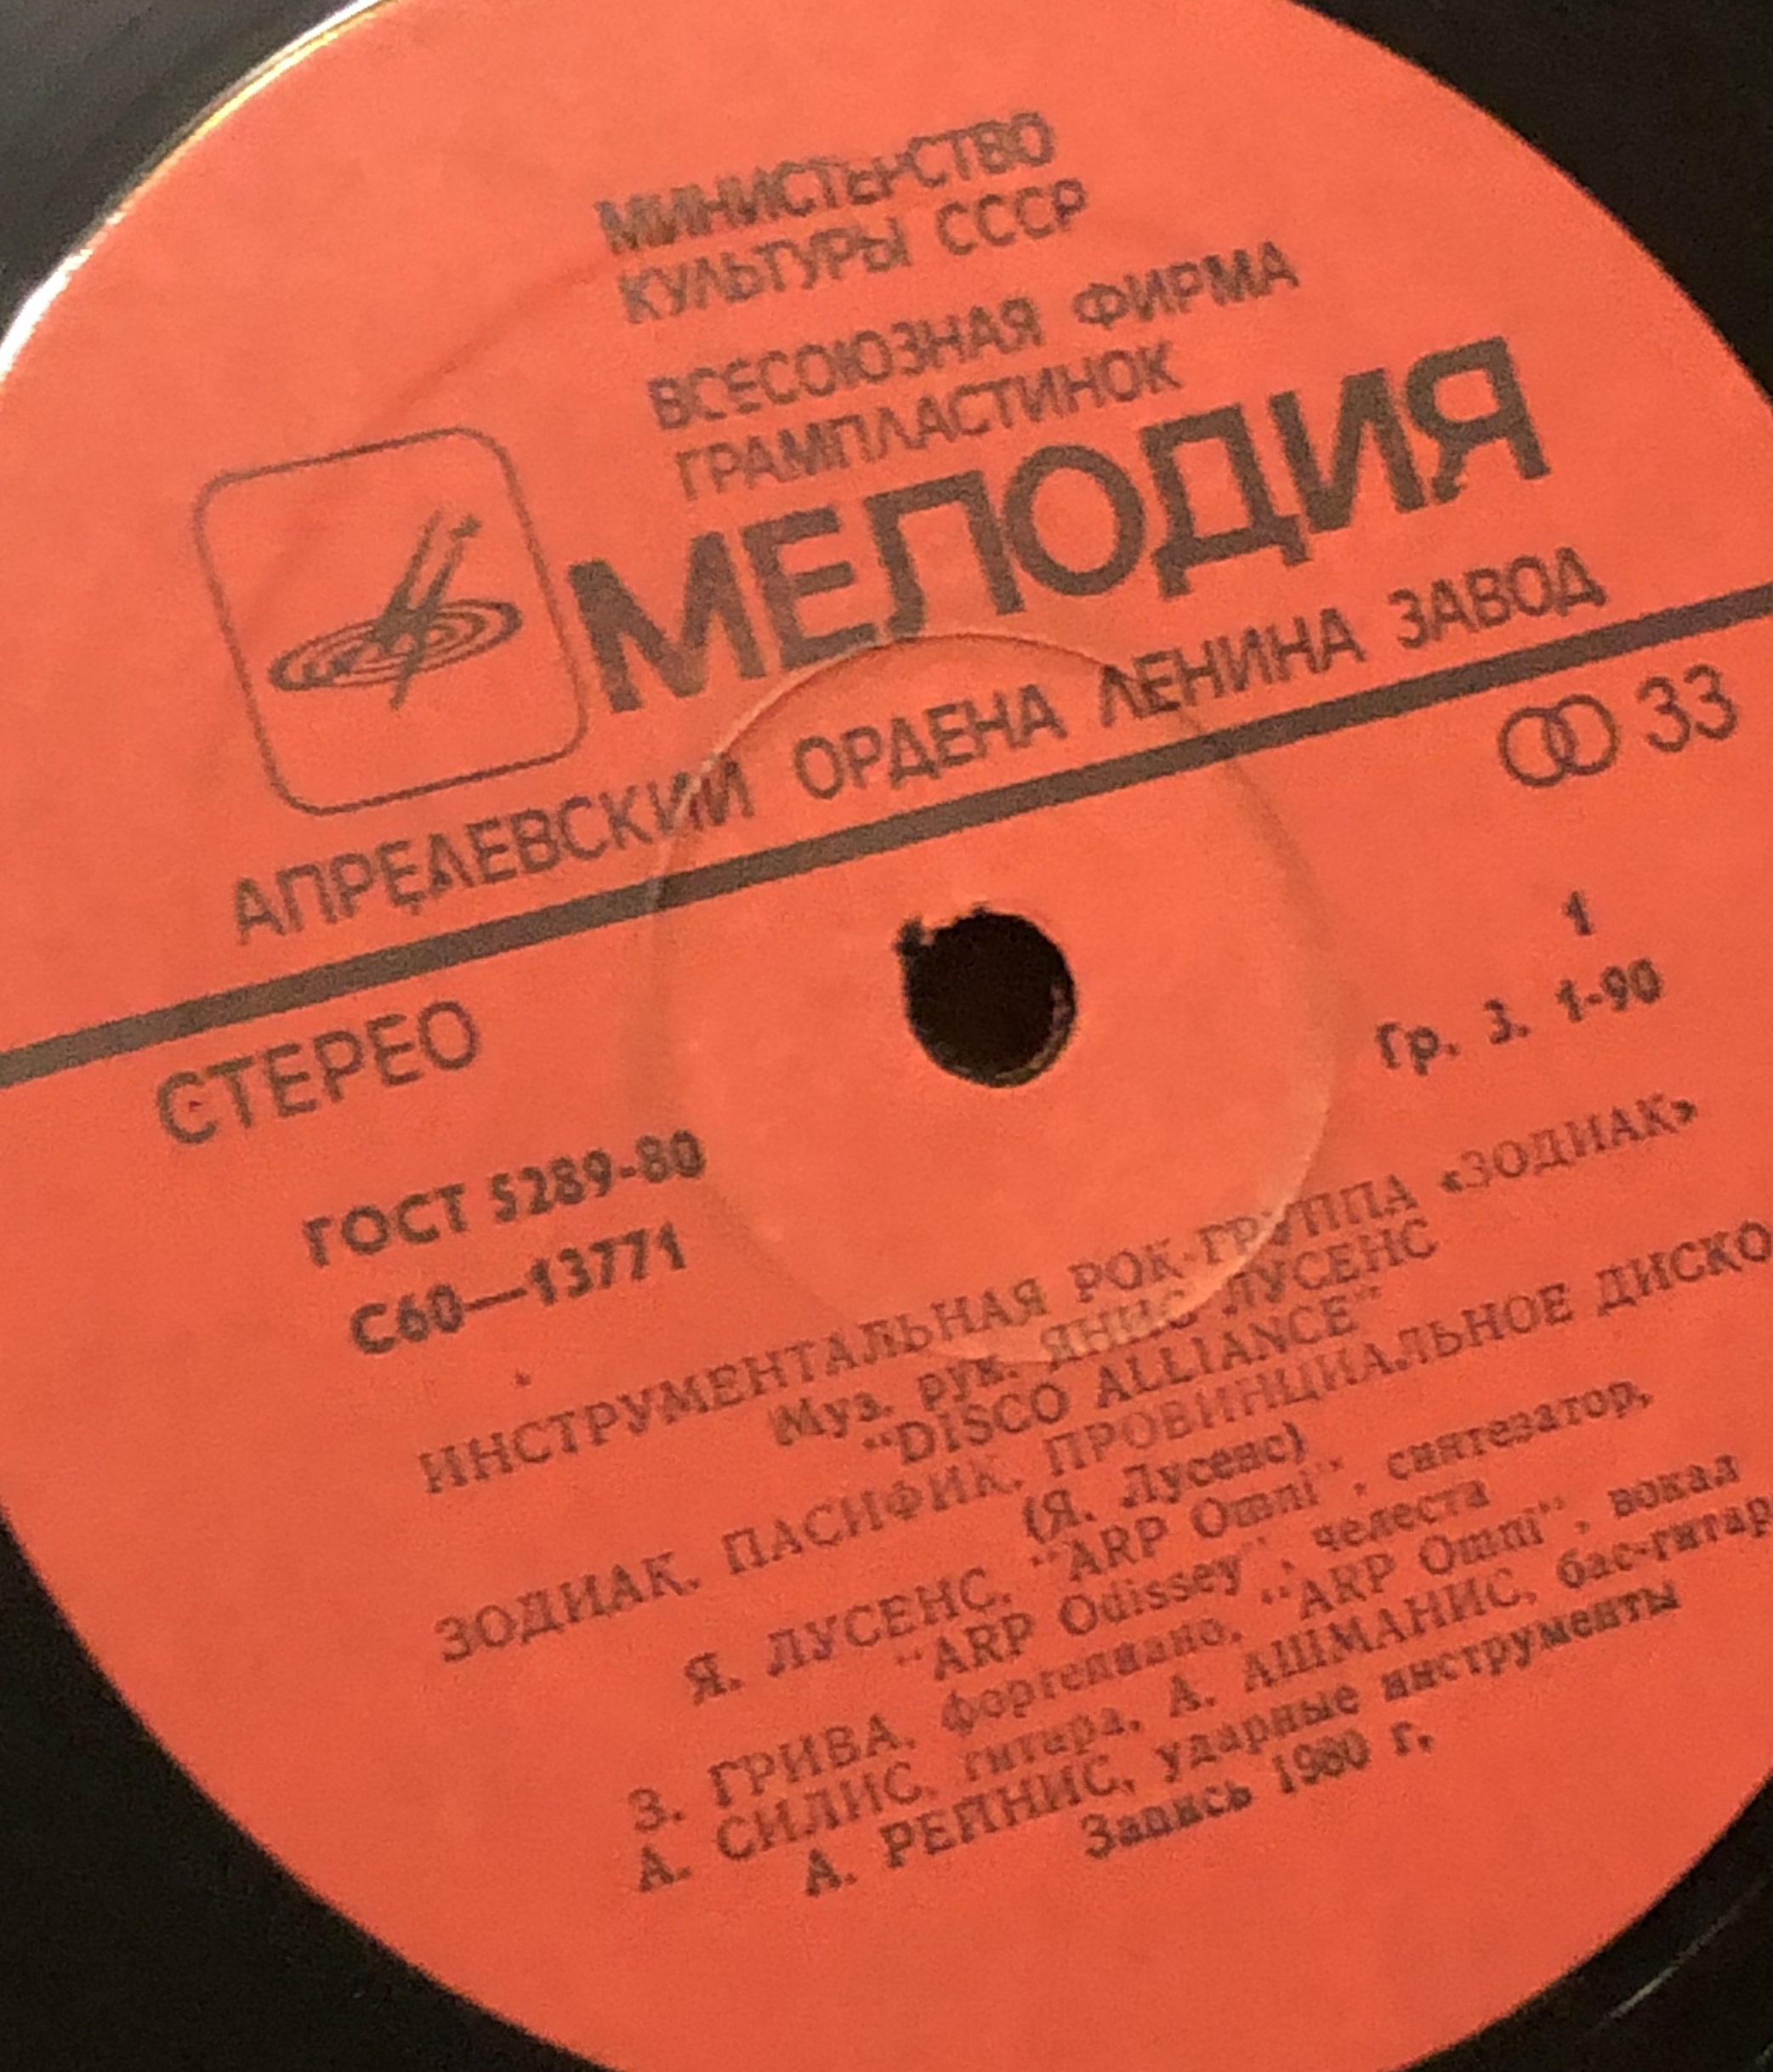 МИНИСТЕРСТВО
КУЛЬТУРЫ СССР
ВСЕСОЮЗНАЯ ФИРМА
ГРАМПЛАСТИНОК
МЕЛОДИЯ
АПРЕЛЕВСКИЙ ОРДЕНА ЛЕНИНА ЗАВОД
33
СТЕРЕО
1
ГОСТ 5289-80
Гр. 3. 1-90
С60—13771
ИНСТРУМЕНТАЛЬНАЯ РОК-ГРУППА «ЗОДИАК»
Муз. рук. ЯНИС ЛУСЕНС
"DISCO ALLIANCE"
ЗОДИАК. ПАСИФИК. ПРОВИНЦИАЛЬНОЕ ДИСКО
(Я. Лусенс)
Я. ЛУСЕНС, "ARP Omni", синтезатор,
"ARP Odissey", челеста
З. ГРИВА, фортепиано, "ARP Omni", вокал
А. СИЛИС, гитара, А. АШМАНИС, бас-гитар
А. РЕЙНИС, ударные инструменты
Запись 1980 г.